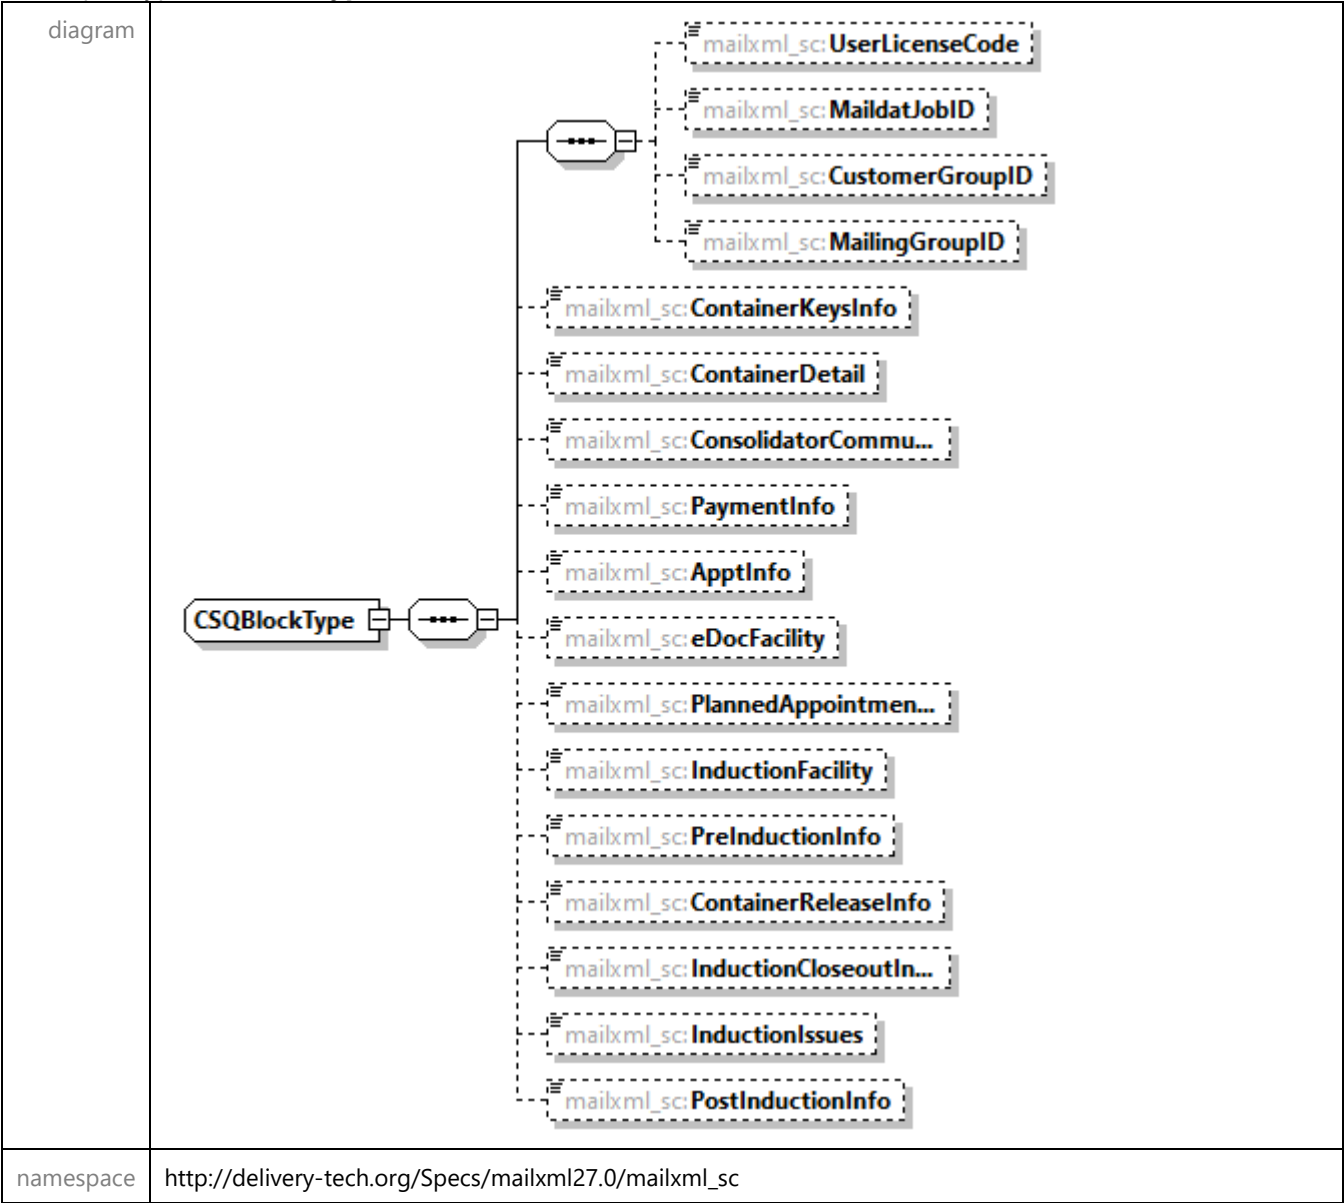 diagram
mailxml_sc:UserLicenseCode
mailxml_sc:MaildatJobID
mailxml_sc:CustomerGroupID
mailxml_sc:MailingGroupID
mailxml_sc:ContainerKeysInfo
mailxml_sc:ContainerDetail
mailxml_sc:ConsolidatorCommu...
mailxml_sc:PaymentInfo
mailxml_sc:ApptInfo
CSQBlockType
mailxml_sc:eDocFacility
mailxml_sc:PlannedAppointmen...
mailxml_sc:InductionFacility
mailxml_sc:PreInductionInfo
mailxml_sc:ContainerReleaseInfo
mailxml_sc:InductionCloseoutIn...
mailxml_sc:InductionIssues
mailxml_sc:PostInductionInfo
namespace http://delivery-tech.org/Specs/mailxml27.0/mailxml_sc